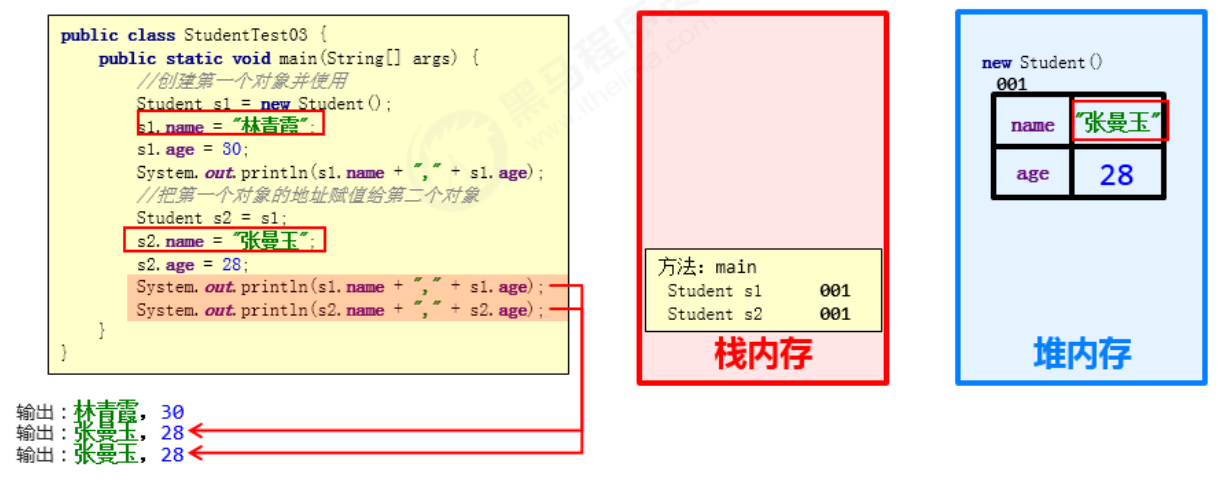 public class StudentTest03 {
public static void main(String[] args) {
//创建第一个对象并使用
Student s1 = new Student();
s1.name = "林青霞";
s1.age = 30;
System.out.println(s1.name + "," + s1.age);
//把第一个对象的地址赋值给第二个对象
Student s2 = s1;
s2.name = "张曼玉";
s2.age = 28;
System.out.println(s1.name + "," + s1.age);
System.out.println(s2.name + "," + s2.age);
}
}
输出：林青霞，30
输出：张曼玉，28
输出：张曼玉，28
方法：main
Student s1 001
Student s2 001
栈内存
new Student()
001
name "张曼玉"
age 28
堆内存
黑马程序员